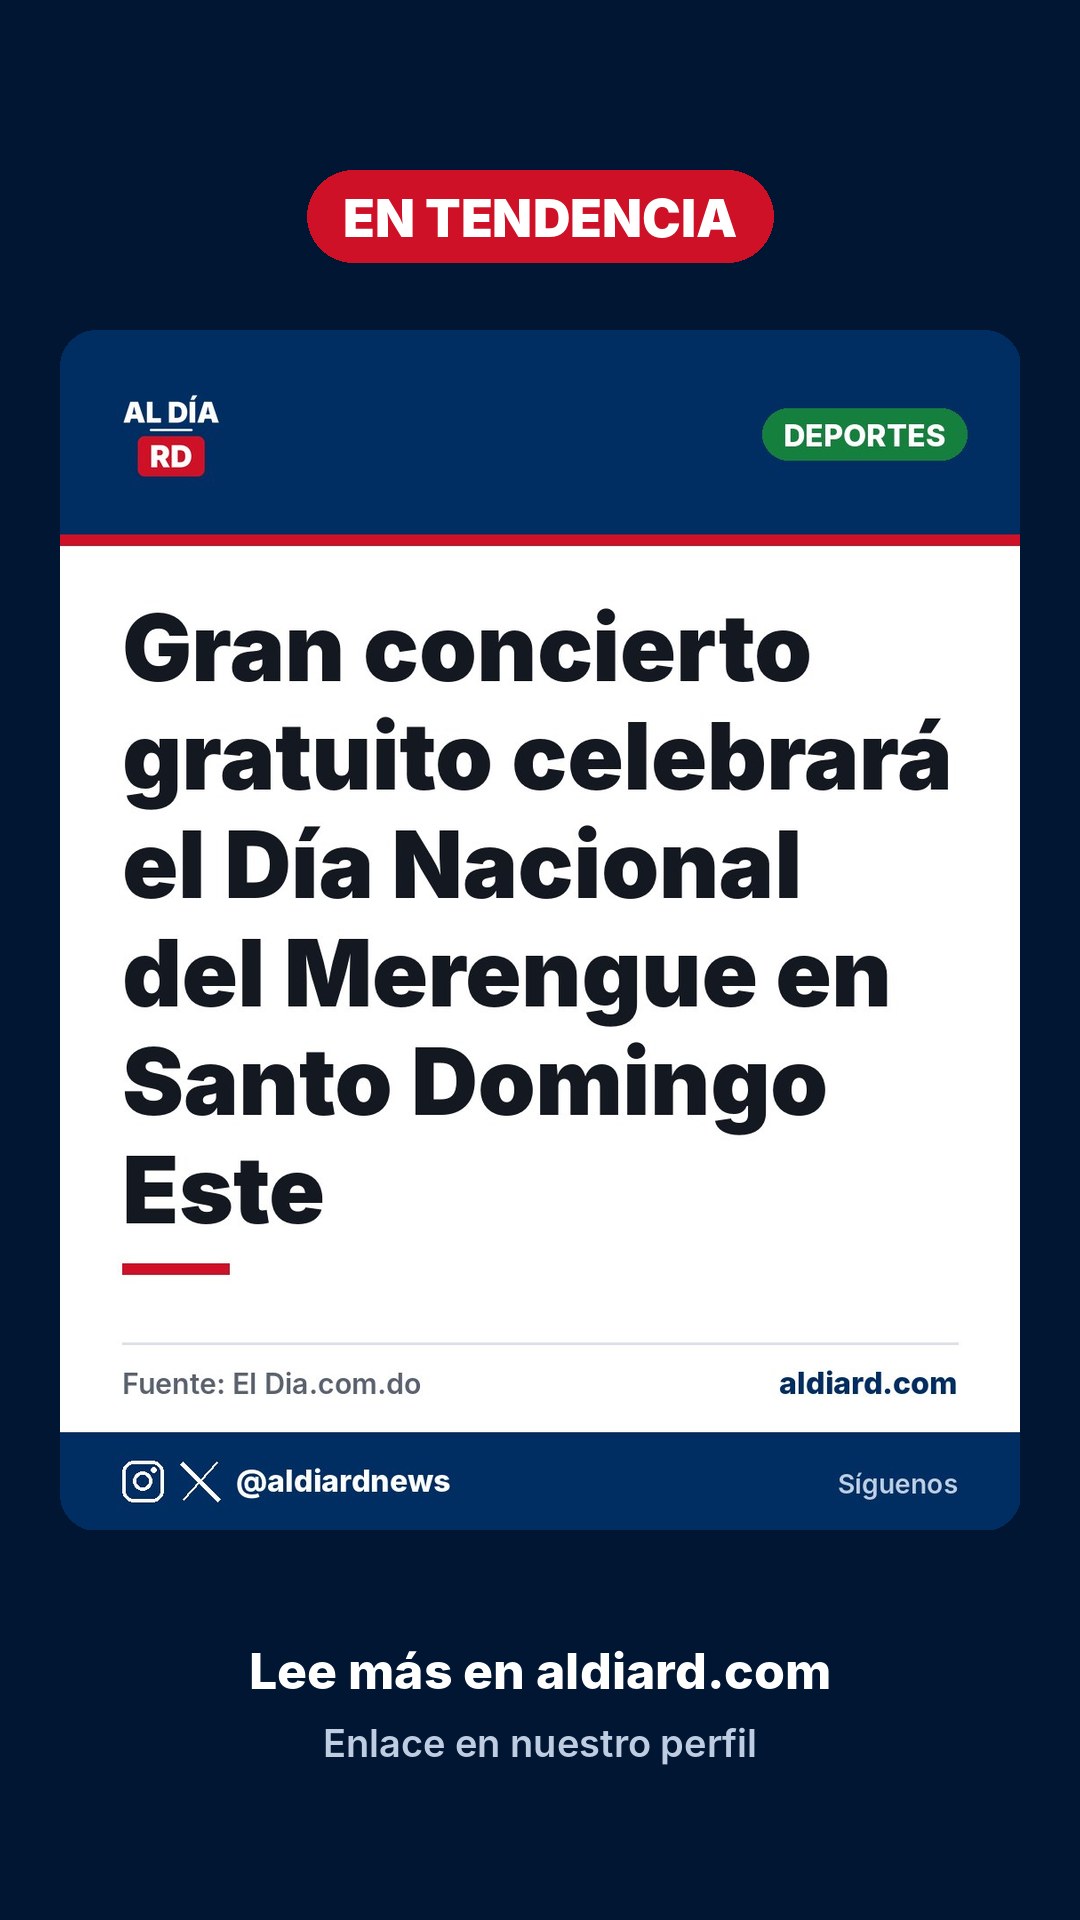 EN TENDENCIA
AL DÍA
RD
DEPORTES
Gran concierto
gratuito celebrará
el Día Nacional
del Merengue en
Santo Domingo
Este
Fuente: El Dia.com.do
aldiard.com
@aldiardnews
Síguenos
Lee más en aldiard.com
Enlace en nuestro perfil